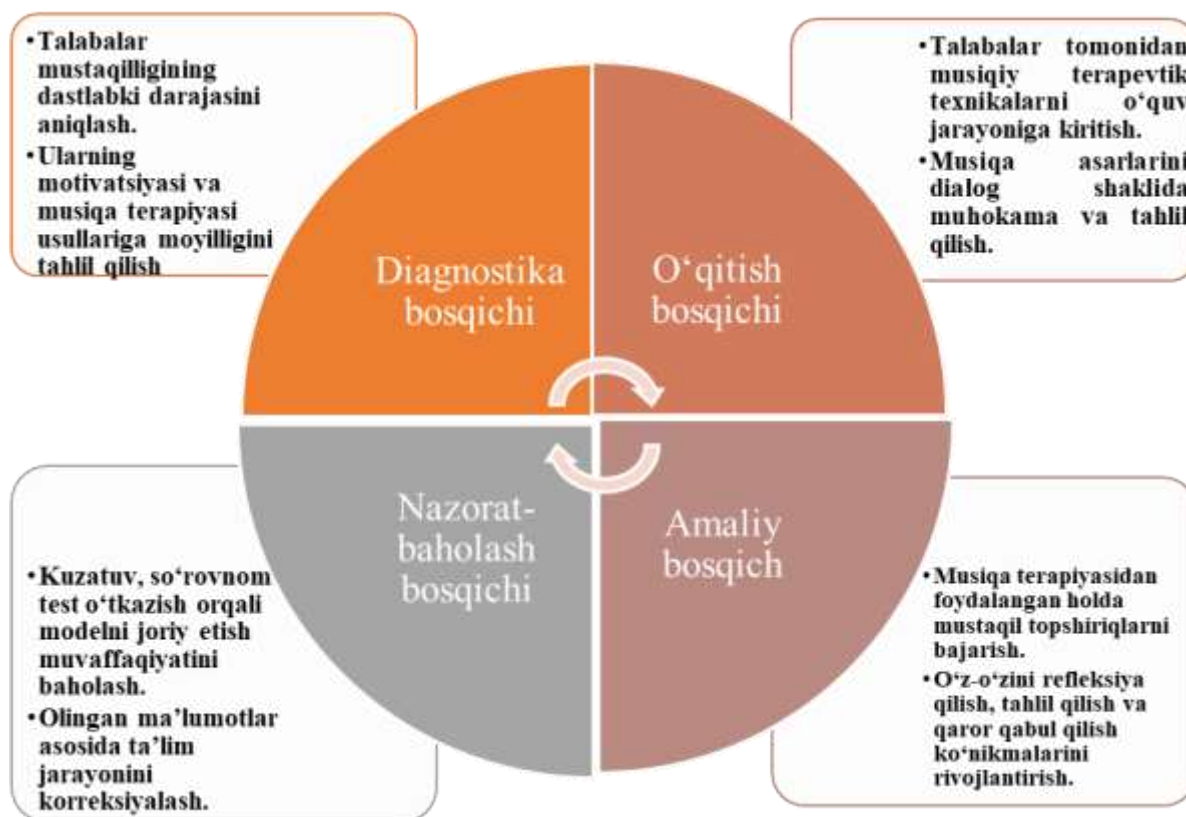 •Talabalar
mustaqilligining
dastlabki darajasini
aniqlash.
•Ularning
motivatsiyasi va
musiqa terapiyasi
usullariga moyilligini
tahlil qilish
•Talabalar tomonidan
musiqiy terapevtik
texnikalarni o‘quv
jarayoniga kiritish.
•Musiqa asarlarini
dialog shaklida
muhokama va tahlil
qilish.
Diagnostika
bosqichi
O‘qitish
bosqichi
Nazorat-
baholash
bosqichi
Amaliy
bosqich
•Kuzatuv, so‘rovnom
test o‘tkazish orqali
modelni joriy etish
muvaffaqiyatini
baholash.
•Olingan ma’lumotlar
asosida ta’lim
jarayonini
korreksiyalash.
•Musiqa terapiyasidan
foydalangan holda
mustaqil topshiriqlarni
bajarish.
•O‘z-o‘zini refleksiya
qilish, tahlil qilish va
qaror qabul qilish
ko‘nikmalarini
rivojlantirish.